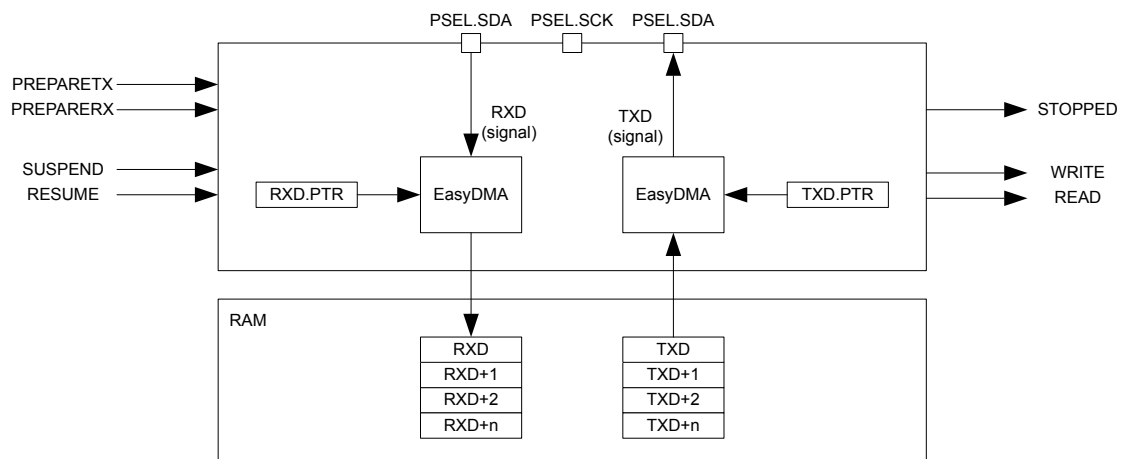 PSEL.SDA PSEL.SCK PSEL.SDA
PREPARETX
PREPARERX
SUSPEND
RESUME
RXD
(signal)
TXD
(signal)
STOPPED
WRITE
READ
RXD.PTR
EasyDMA
EasyDMA
TXD.PTR
RAM
RXD
RXD+1
RXD+2
RXD+n
TXD
TXD+1
TXD+2
TXD+n